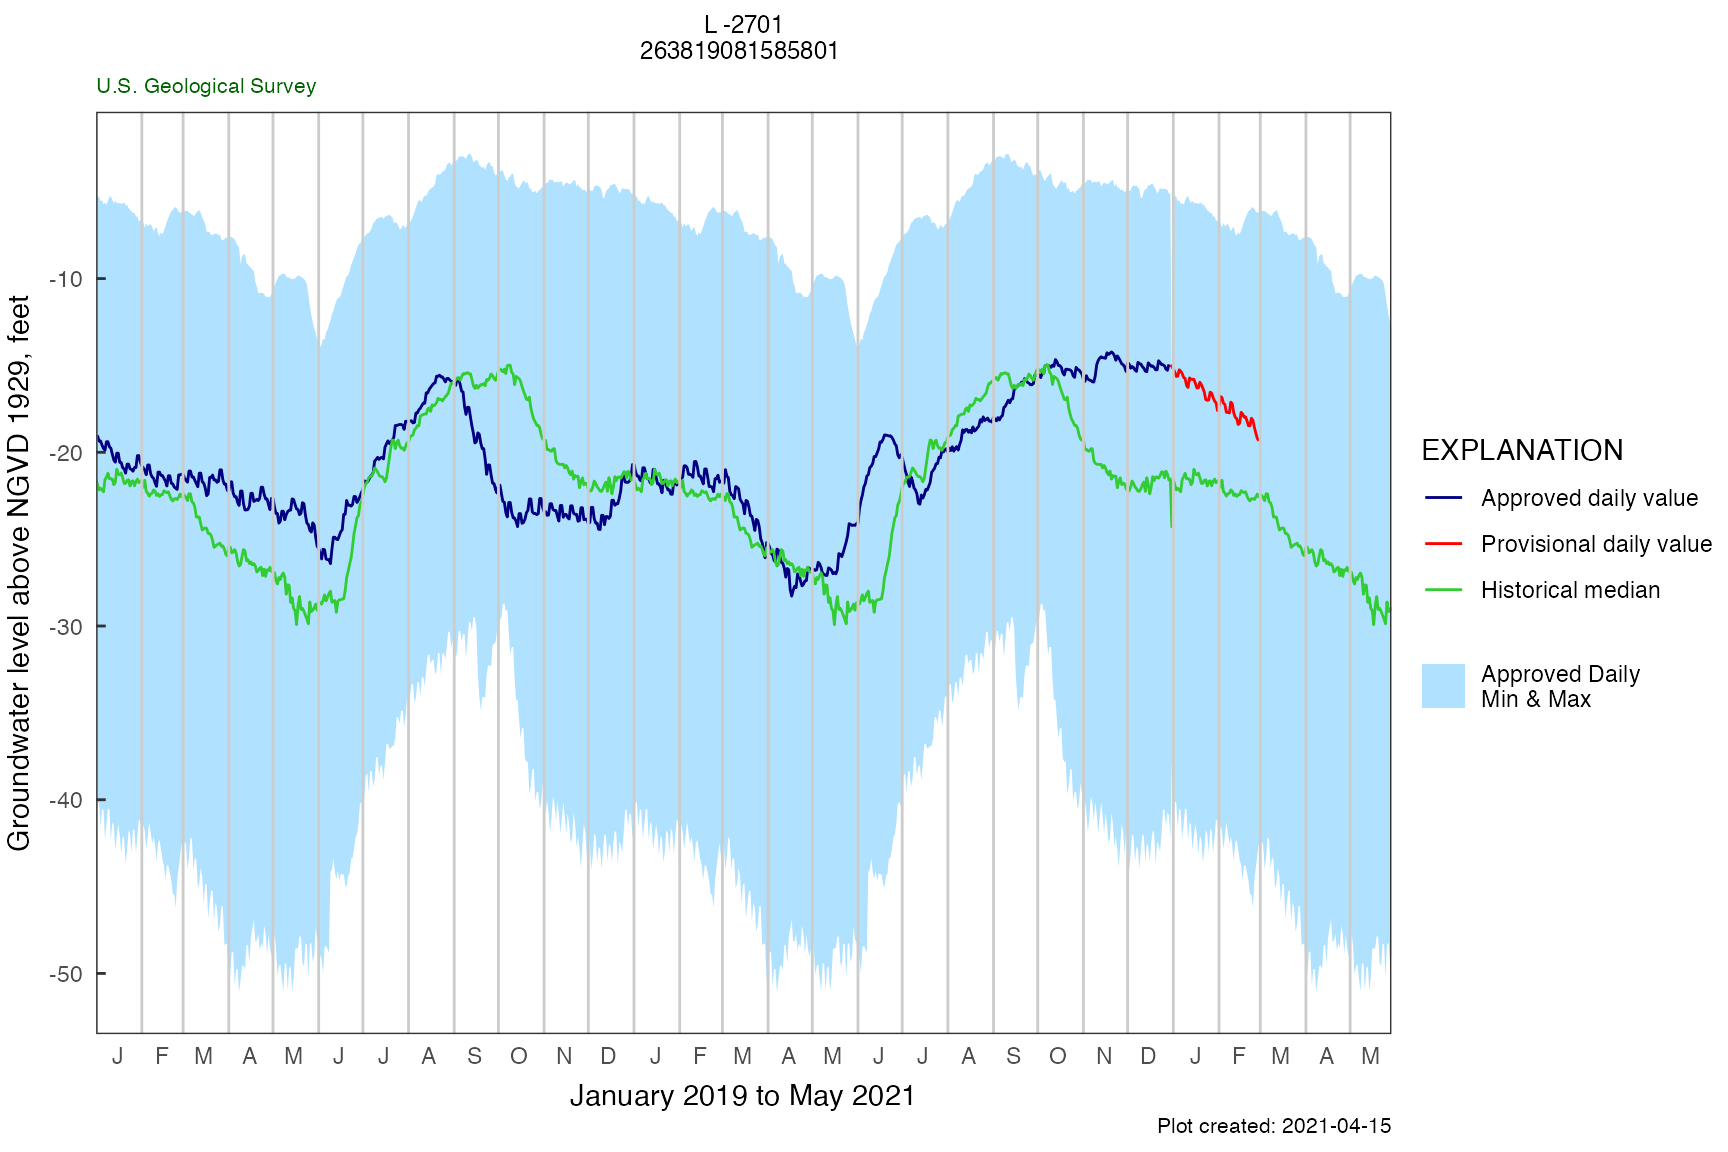 L -2701
263819081585801
U.S. Geological Survey
Groundwater level above NGVD 1929, feet
-10
-20
-30
-40
-50
J F M A M J J A S O N D J F M A M J J A S O N D J F M A M
January 2019 to May 2021
EXPLANATION
Approved daily value
Provisional daily value
Historical median
Approved Daily
Min & Max
Plot created: 2021-04-15